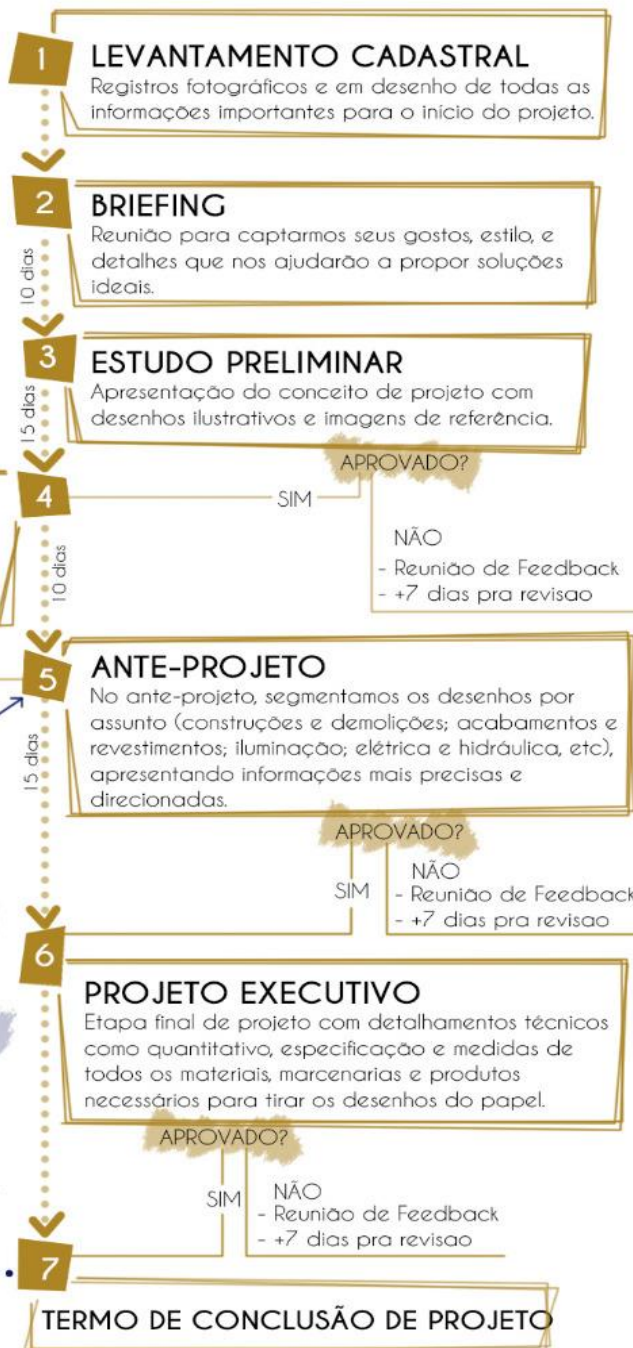 1
LEVANTAMENTO CADASTRAL
Registros fotográficos e em desenho de todas as
informações importantes para o início do projeto.
2
BRIEFING
Reunião para captarmos seus gostos, estilo, e
detalhes que nos ajudarão a propor soluções
ideais.
10 dias
3
ESTUDO PRELIMINAR
Apresentação do conceito de projeto com
desenhos ilustrativos e imagens de referência.
15 dias
APROVADO?
4
SIM
NÃO
- Reunião de Feedback
- +7 dias pra revisao
10 dias
5
ANTE-PROJETO
No ante-projeto, segmentamos os desenhos por
assunto (construções e demolições; acabamentos e
revestimentos; iluminação; elétrica e hidráulica, etc),
apresentando informações mais precisas e
direcionadas.
15 dias
APROVADO?
SIM
NÃO
- Reunião de Feedback
- +7 dias pra revisao
6
PROJETO EXECUTIVO
Etapa final de projeto com detalhamentos técnicos
como quantitativo, especificação e medidas de
todos os materiais, marcenarias e produtos
necessários para tirar os desenhos do papel.
APROVADO?
SIM
NÃO
- Reunião de Feedback
- +7 dias pra revisao
7
TERMO DE CONCLUSÃO DE PROJETO